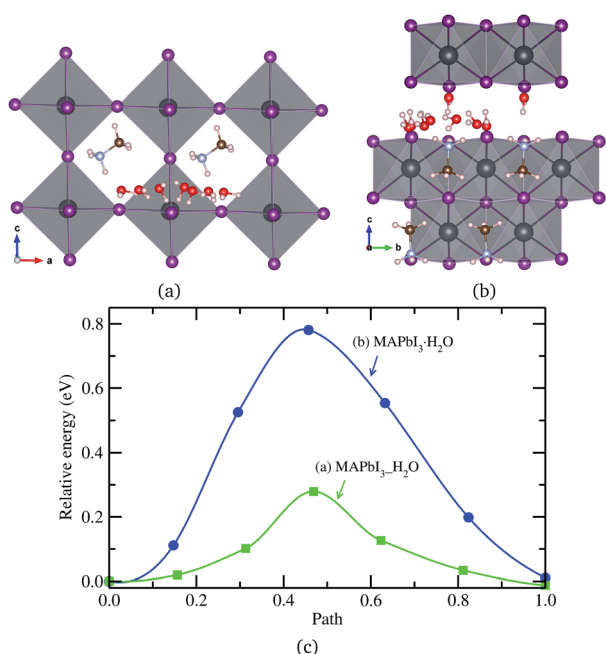 c
a
(a)
c
a
b
(b)
0.8
0.6
0.4
0.2
0.0
Relative energy (eV)
(b) MAPbI₃·H₂O
(a) MAPbI₃_H₂O
0.0 0.2 0.4 0.6 0.8 1.0
Path
(c)